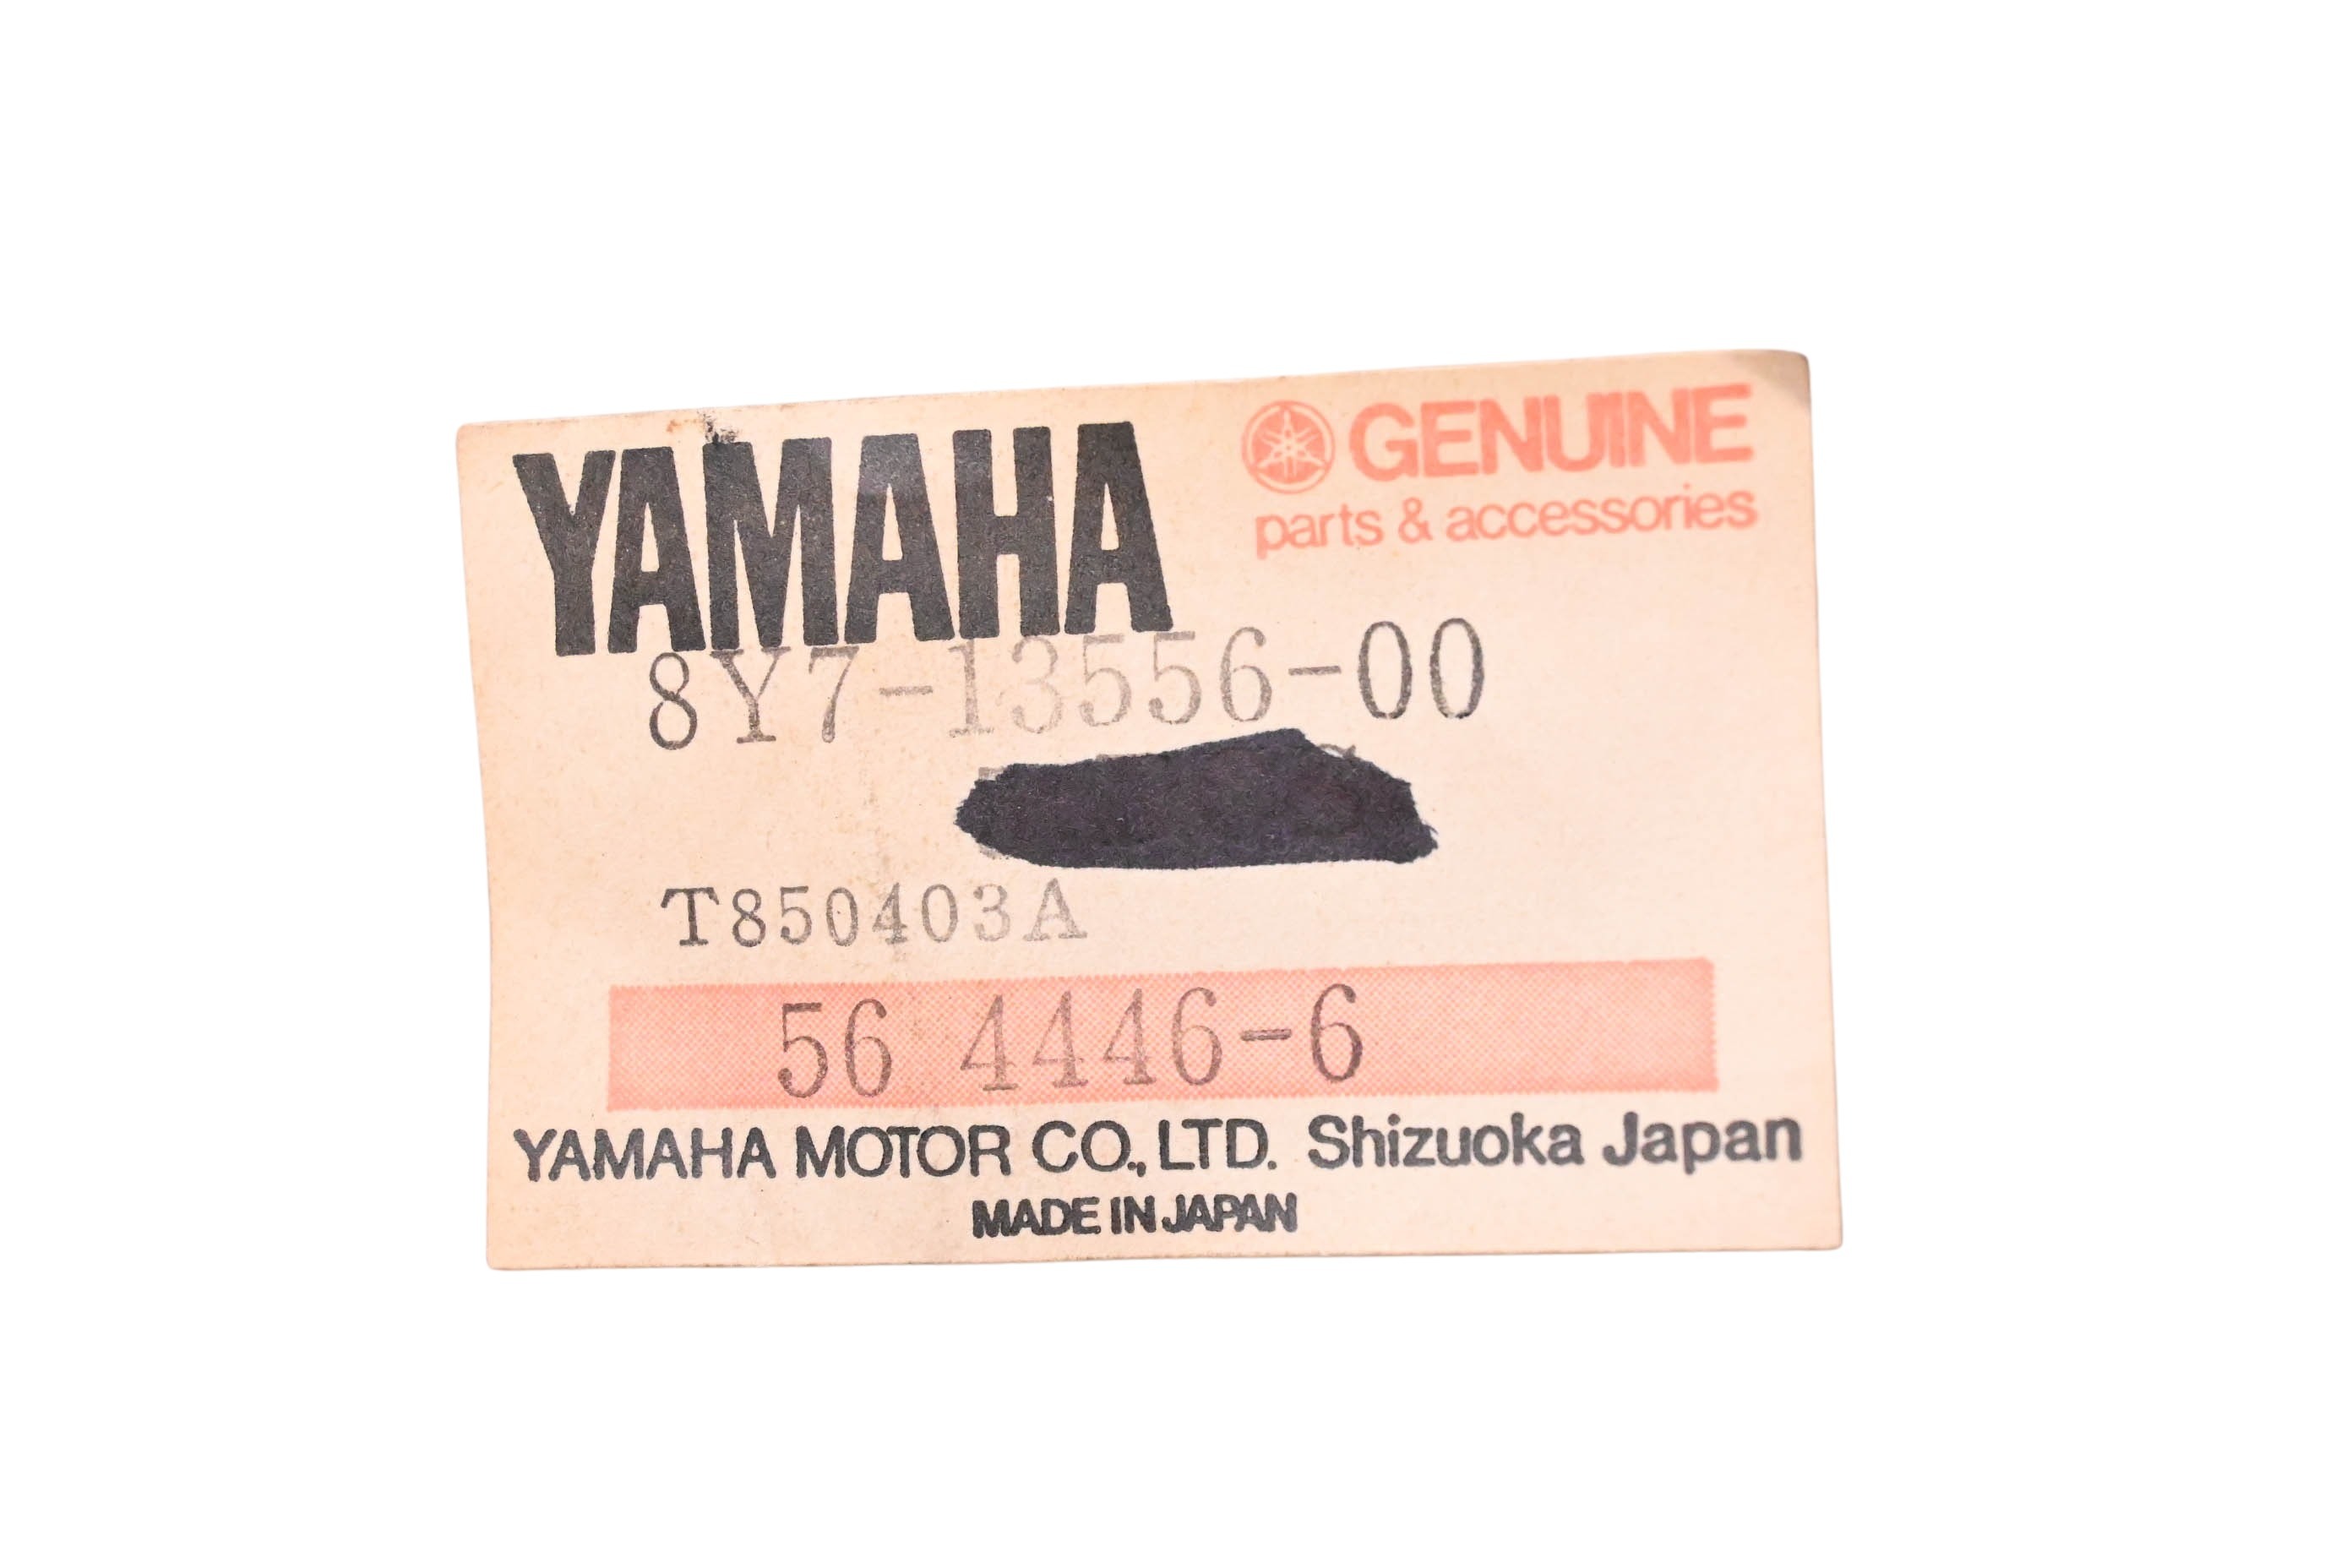 YAMAHA
GENUINE
parts & accessories
8Y7-13556-00
T850403A
56 4446-6
YAMAHA MOTOR CO., LTD. Shizuoka Japan
MADE IN JAPAN